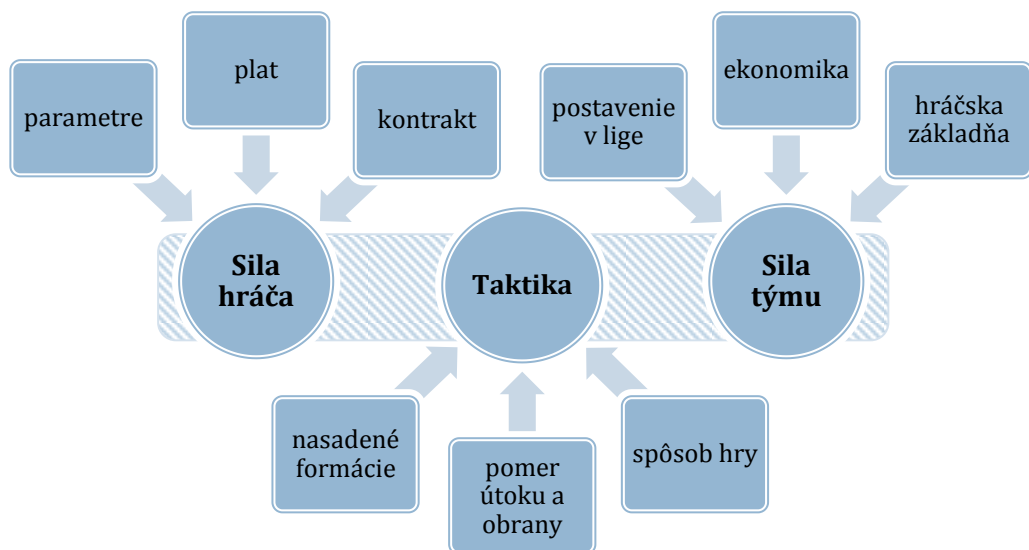 parametre
plat
kontrakt
postavenie
v lige
ekonomika
hráčska
základňa
Sila
hráča
Taktika
Sila
týmu
nasadené
formácie
pomer
útoku a
obrany
spôsob hry